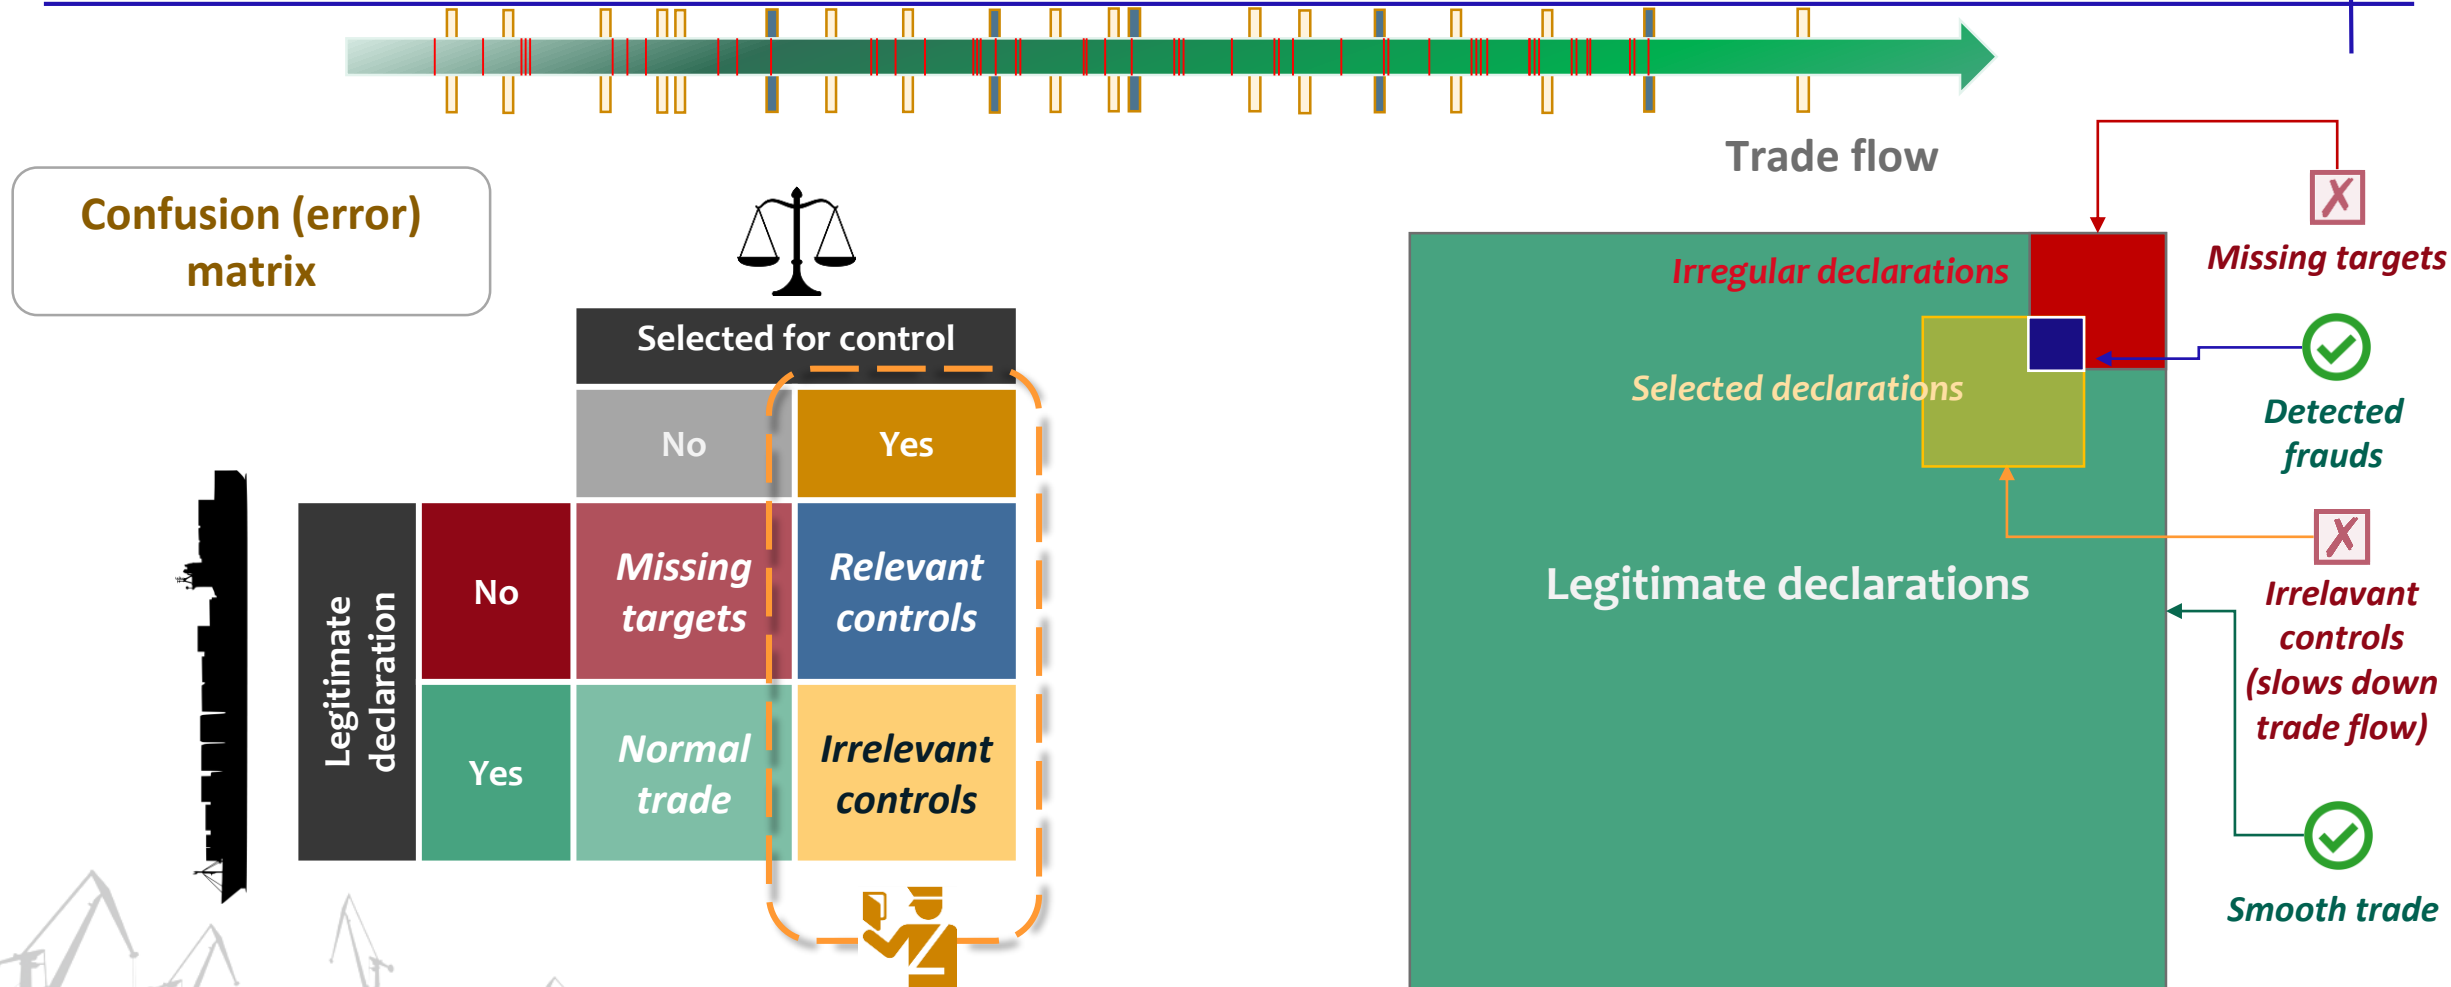 Trade flow
Confusion (error)
matrix
Selected for control
No
Yes
Legitimate
declaration
No
Missing
targets
Relevant
controls
Yes
Normal
trade
Irrelevant
controls
Irregular declarations
Selected declarations
Legitimate declarations
Missing targets
Detected
frauds
Irrelavant
controls
(slows down
trade flow)
Smooth trade